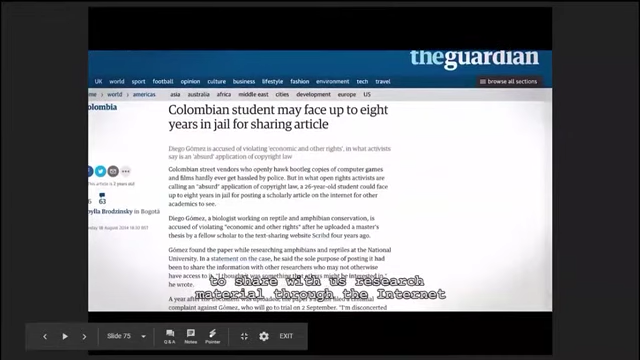 theguardian
UK world sport football opinion culture business lifestyle fashion environment tech travel browse all sections
world americas asia australia africa middle east cities development europe US
Colombian student may face up to eight
years in jail for sharing article
Diego Gómez is accused of violating 'economic and other rights', in what activists
say is an 'absurd' application of copyright law
This article is 2 years old
63
Colombian street vendors who openly hawk bootleg copies of computer games
and films hardly ever get hassled by police. But in what open rights activists are
calling an "absurd" application of copyright law, a 26-year-old student could face
up to eight years in jail for posting a scholarly article on the internet for other
academics to see.
Sibylla Brodzinsky in Bogotá
Diego Gómez, a biologist working on reptile and amphibian conservation, is
accused of violating "economic and other rights" after he uploaded a master's
thesis by a fellow scholar to the text-sharing website Scribd four years ago.
Gómez found the paper while researching amphibians and reptiles at the National
University. In a statement on the case, he said the sole purpose of posting it had
been to share the information with other researchers who may not otherwise
have access to
to share with us research
material through the Internet
complaint against Gómez, who will go to trial on 2 September. "I'm disconcerted
Slide 75
Q & A
Notes
Pointer
EXIT